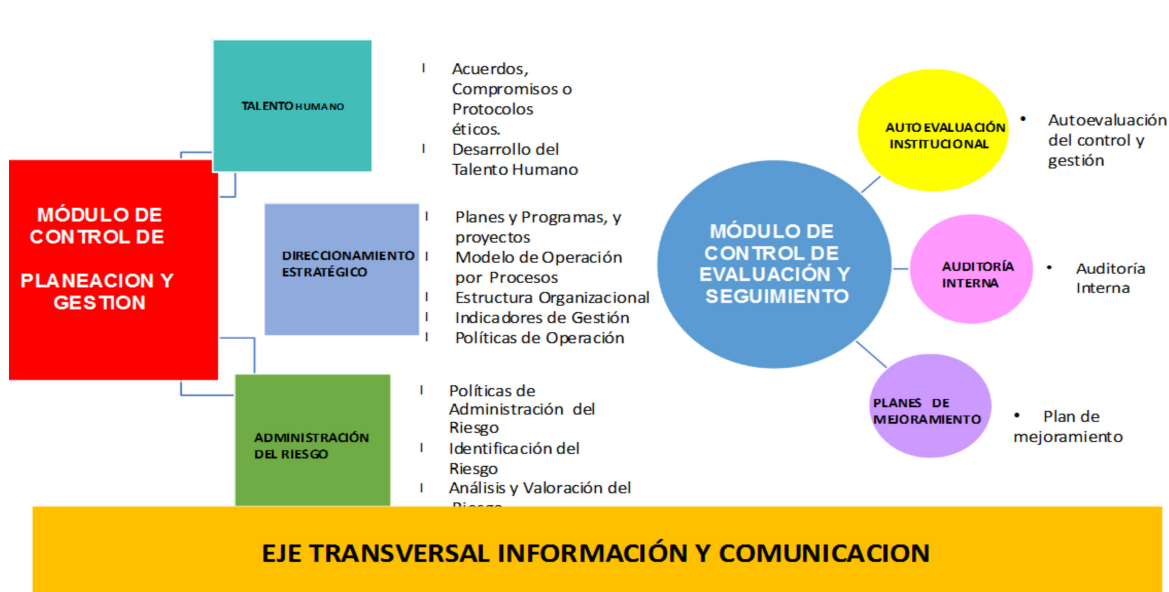 MÓDULO DE
CONTROL DE
PLANEACION Y
GESTION
TALENTO HUMANO
l Acuerdos,
Compromisos o
Protocolos
éticos.
l Desarrollo del
Talento Humano
DIRECCIONAMIENTO
ESTRATÉGICO
l Planes y Programas, y
proyectos
l Modelo de Operación
por Procesos
l Estructura Organizacional
l Indicadores de Gestión
l Políticas de Operación
ADMINISTRACIÓN
DEL RIESGO
l Políticas de
Administración del
Riesgo
l Identificación del
Riesgo
l Análisis y Valoración del
Riesgo
MÓDULO DE
CONTROL DE
EVALUACIÓN Y
SEGUIMIENTO
AUTOEVALUACIÓN
INSTITUCIONAL
• Autoevaluación
del control y
gestión
AUDITORÍA
INTERNA
• Auditoría
Interna
PLANES DE
MEJORAMIENTO
• Plan de
mejoramiento
EJE TRANSVERSAL INFORMACIÓN Y COMUNICACION